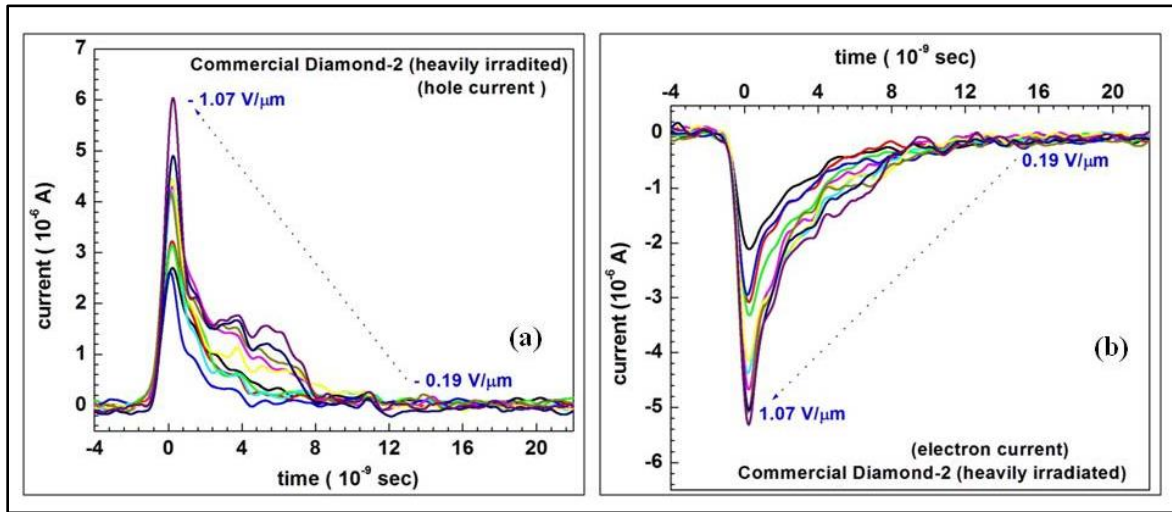 Commercial Diamond-2 (heavily irradited)
(hole current )
- 1.07 V/μm
- 0.19 V/μm
(a)
7
6
5
4
3
2
1
0
current ( 10-6 A)
-4 0 4 8 12 16 20
time ( 10-9 sec)
time ( 10-9 sec)
-4 0 4 8 12 16 20
0
-1
-2
-3
-4
-5
-6
current (10-6 A)
0.19 V/μm
(b)
1.07 V/μm
(electron current)
Commercial Diamond-2 (heavily irradiated)